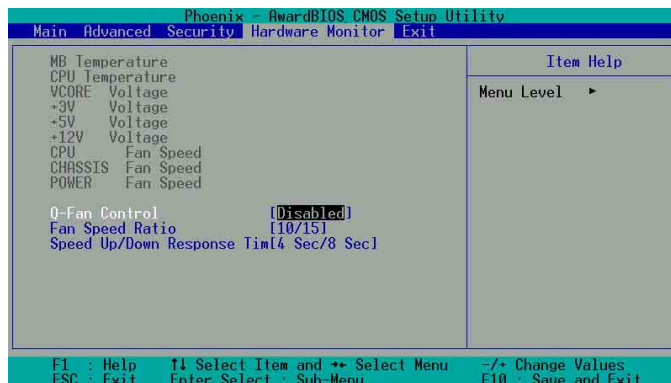 Phoenix - AwardBIOS CMOS Setup Utility
Main Advanced Security Hardware Monitor Exit
MB Temperature
CPU Temperature
VCORE Voltage
+3V Voltage
+5V Voltage
+12V Voltage
CPU Fan Speed
CHASSIS Fan Speed
POWER Fan Speed
Q-Fan Control [Disabled]
Fan Speed Ratio [10/15]
Speed Up/Down Response Tim[4 Sec/8 Sec]
Item Help
Menu Level ►
F1 : Help ↑↓ Select Item and →← Select Menu -/+ Change Values
ESC : Exit Enter Select : Sub-Menu F10 : Save and Exit